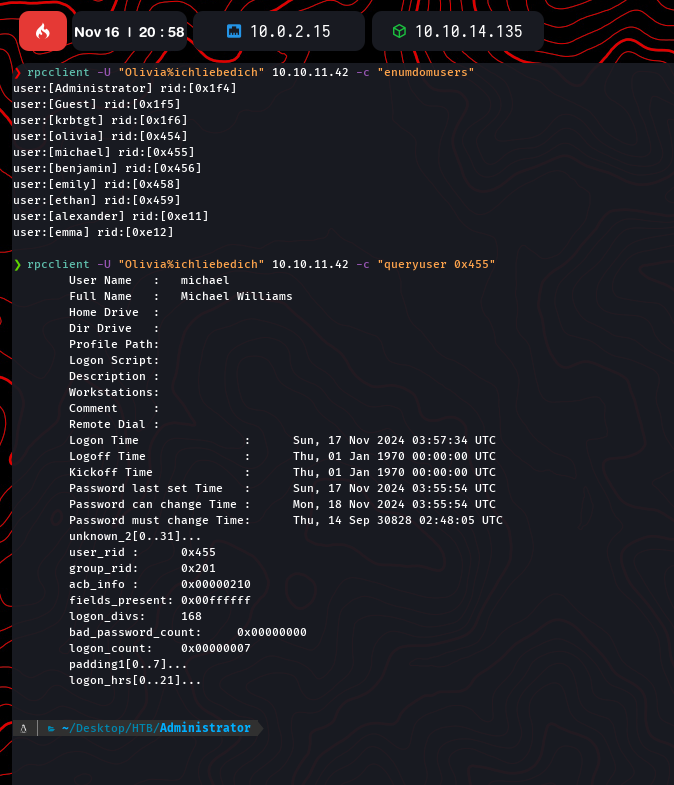 Nov 16 | 20 : 58 10.0.2.15 10.10.14.135
❯ rpcclient -U "Olivia%ichliebedich" 10.10.11.42 -c "enumdomusers"
user:[Administrator] rid:[0x1f4]
user:[Guest] rid:[0x1f5]
user:[krbtgt] rid:[0x1f6]
user:[olivia] rid:[0x454]
user:[michael] rid:[0x455]
user:[benjamin] rid:[0x456]
user:[emily] rid:[0x458]
user:[ethan] rid:[0x459]
user:[alexander] rid:[0xe11]
user:[emma] rid:[0xe12]
❯ rpcclient -U "Olivia%ichliebedich" 10.10.11.42 -c "queryuser 0x455"
User Name   :   michael
Full Name   :   Michael Williams
Home Drive  :
Dir Drive   :
Profile Path:
Logon Script:
Description :
Workstations:
Comment     :
Remote Dial :
Logon Time               :      Sun, 17 Nov 2024 03:57:34 UTC
Logoff Time              :      Thu, 01 Jan 1970 00:00:00 UTC
Kickoff Time             :      Thu, 01 Jan 1970 00:00:00 UTC
Password last set Time   :      Sun, 17 Nov 2024 03:55:54 UTC
Password can change Time :      Mon, 18 Nov 2024 03:55:54 UTC
Password must change Time:      Thu, 14 Sep 30828 02:48:05 UTC
unknown_2[0..31]...
user_rid :      0x455
group_rid:      0x201
acb_info :      0x00000210
fields_present: 0x00ffffff
logon_divs:     168
bad_password_count:     0x00000000
logon_count:    0x00000007
padding1[0..7]...
logon_hrs[0..21]...
~/Desktop/HTB/Administrator